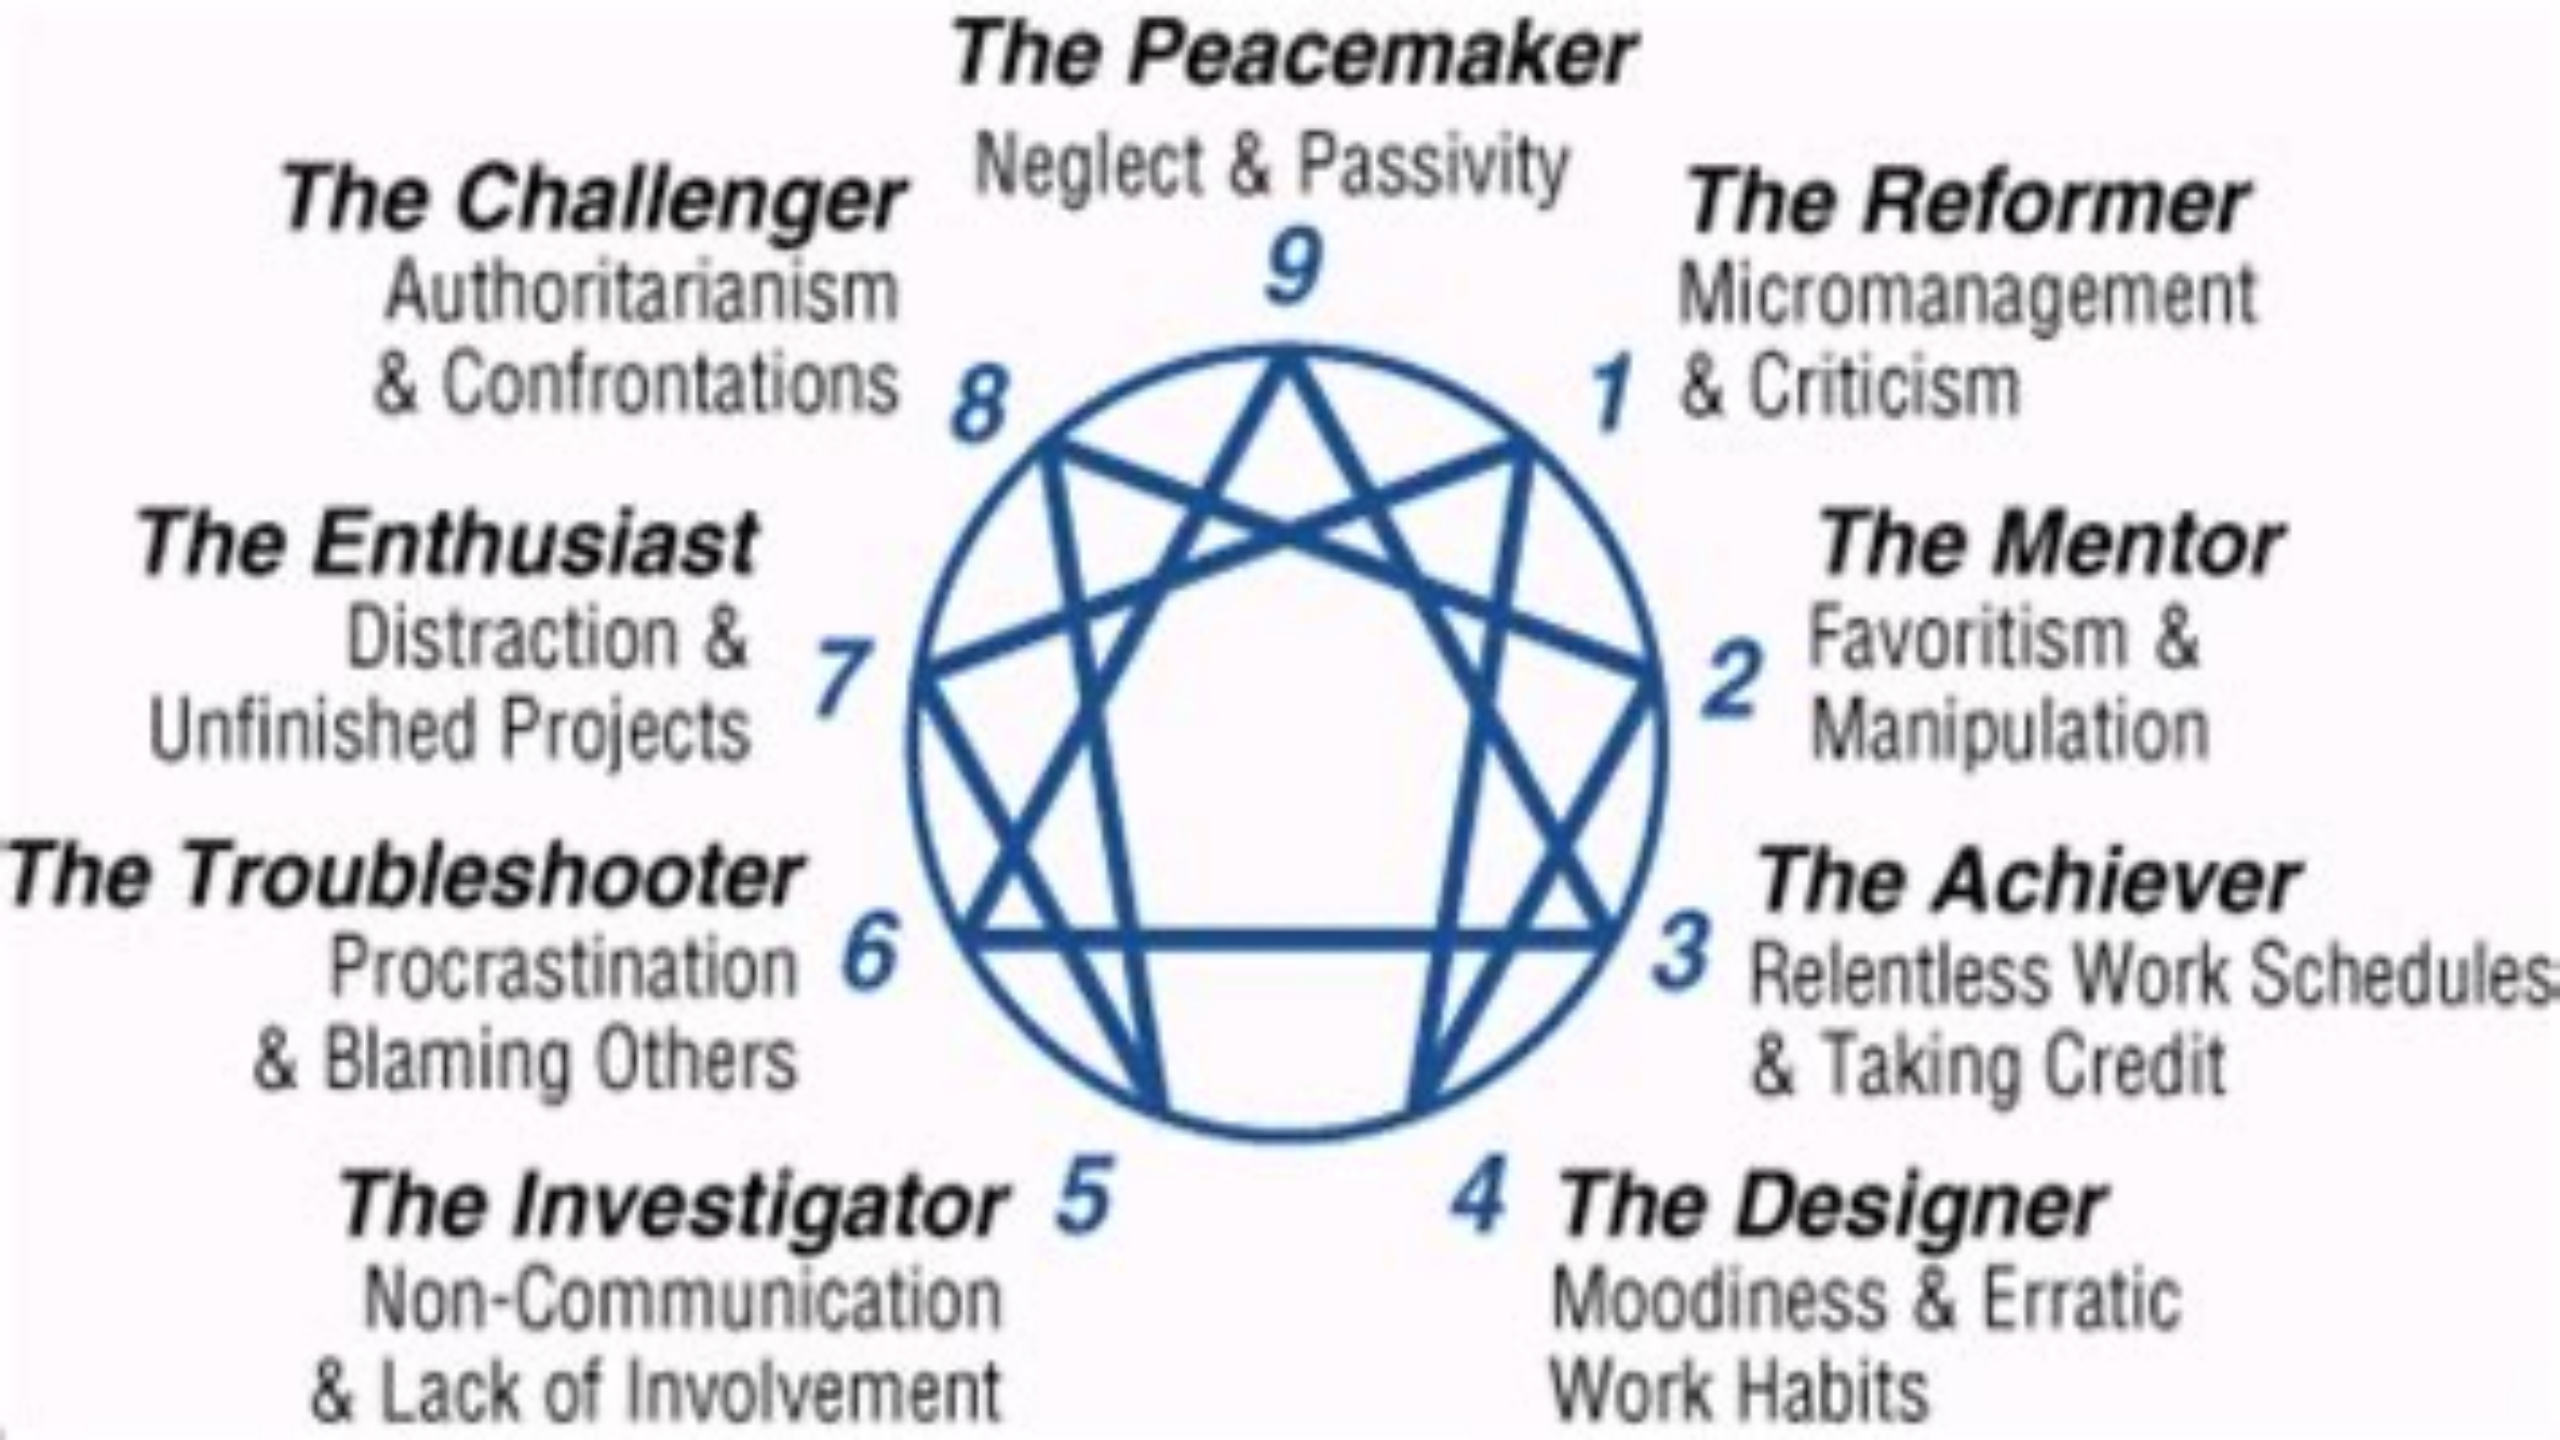 The Peacemaker
Neglect & Passivity
9
The Reformer
Micromanagement
& Criticism
1
The Mentor
Favoritism &
Manipulation
2
The Achiever
Relentless Work Schedules
& Taking Credit
3
The Designer
Moodiness & Erratic
Work Habits
4
The Investigator
Non-Communication
& Lack of Involvement
5
The Troubleshooter
Procrastination
& Blaming Others
6
The Enthusiast
Distraction &
Unfinished Projects
7
The Challenger
Authoritarianism
& Confrontations
8